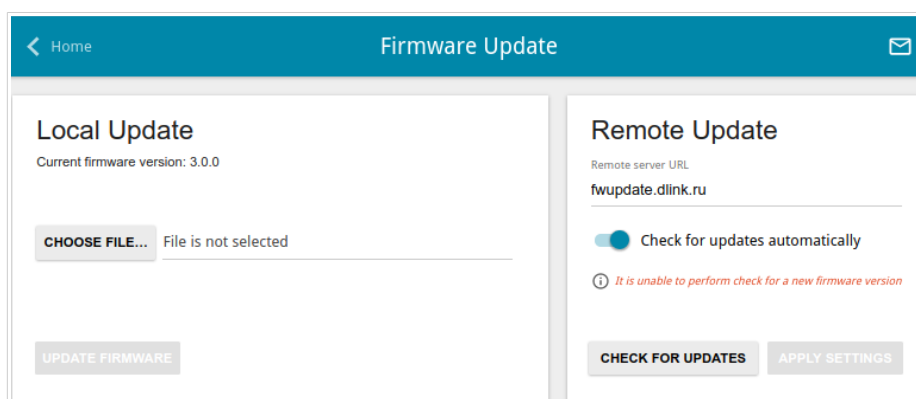 Home
Firmware Update
Local Update
Current firmware version: 3.0.0
CHOOSE FILE...
File is not selected
UPDATE FIRMWARE
Remote Update
Remote server URL
fwupdate.dlink.ru
Check for updates automatically
It is unable to perform check for a new firmware version
CHECK FOR UPDATES
APPLY SETTINGS